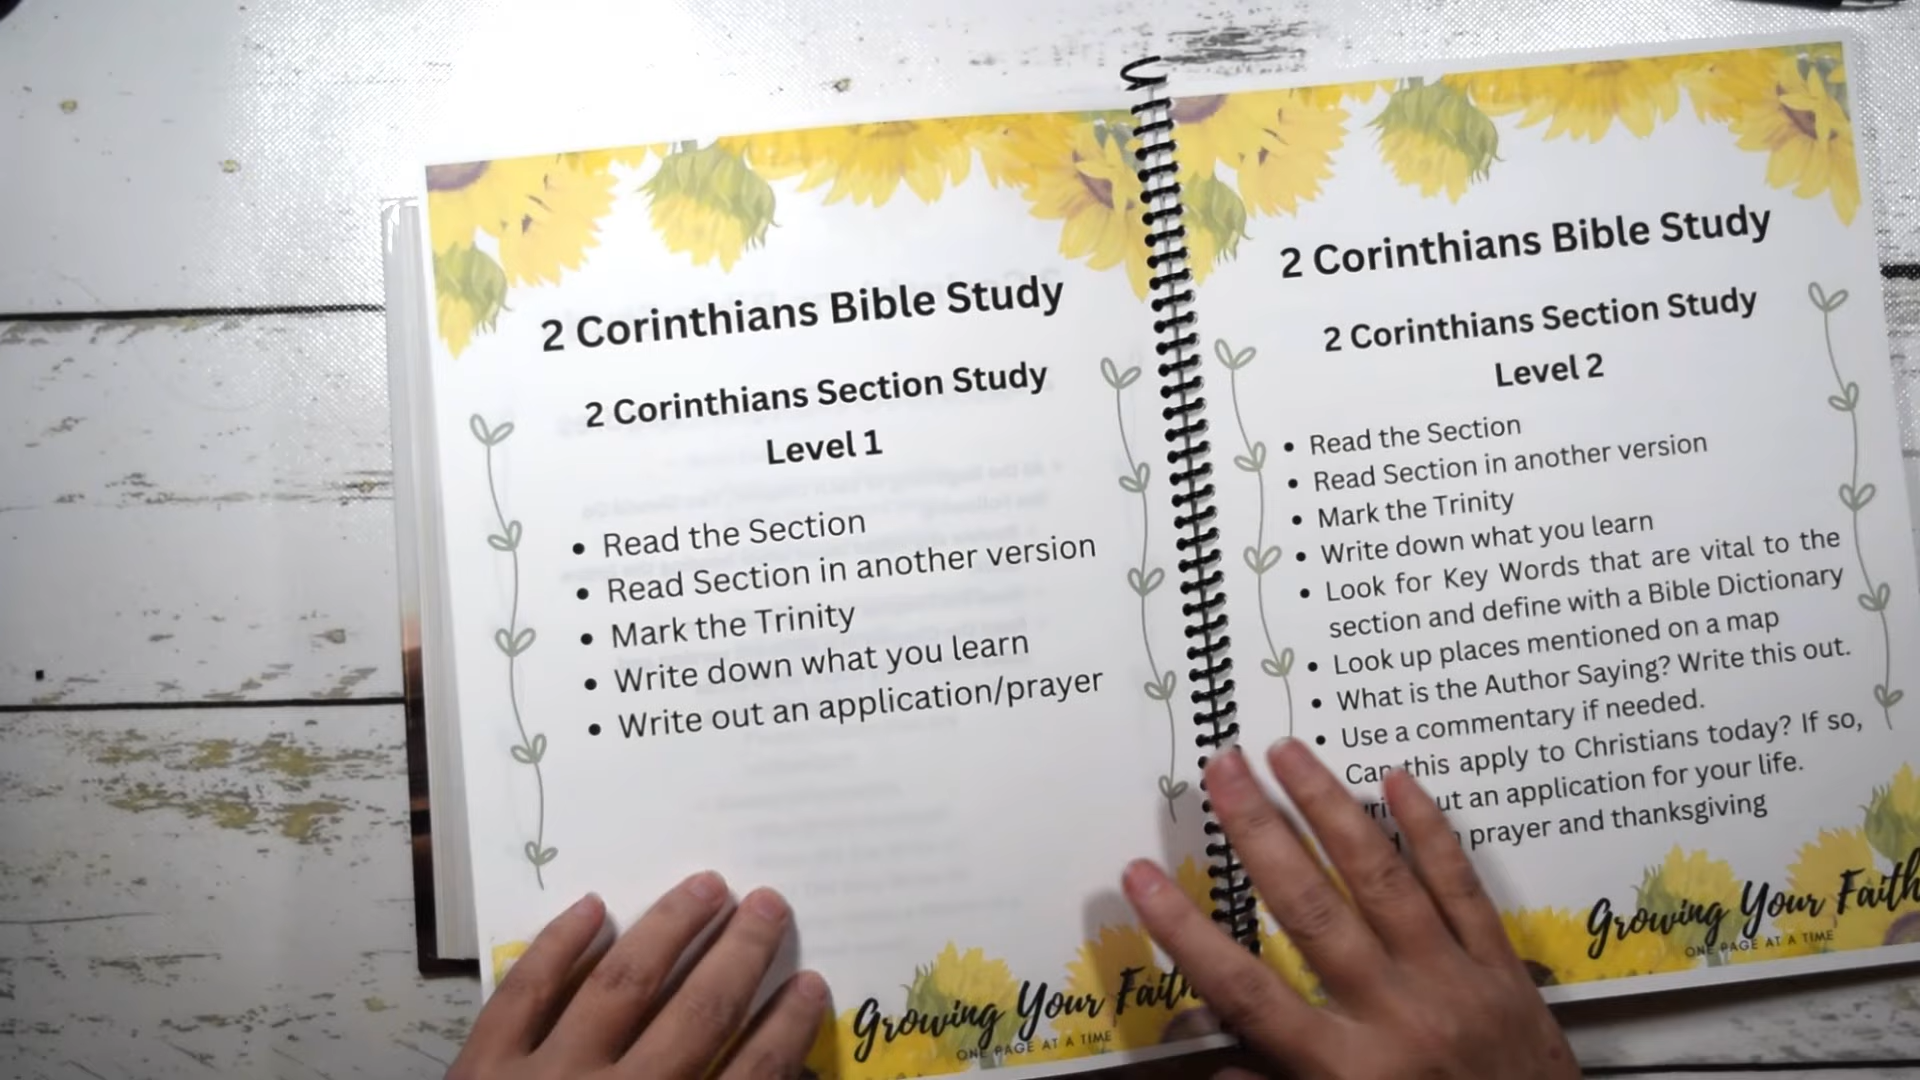 2 Corinthians Bible Study
2 Corinthians Section Study
Level 1
• Read the Section
• Read Section in another version
• Mark the Trinity
• Write down what you learn
• Write out an application/prayer
Growing Your Faith
ONE PAGE AT A TIME
2 Corinthians Bible Study
2 Corinthians Section Study
Level 2
• Read the Section
• Read Section in another version
• Mark the Trinity
• Write down what you learn
• Look for Key Words that are vital to the
section and define with a Bible Dictionary
• Look up places mentioned on a map
• What is the Author Saying? Write this out.
• Use a commentary if needed.
Can this apply to Christians today? If so,
an application for your life.
prayer and thanksgiving
Growing Your Faith
ONE PAGE AT A TIME